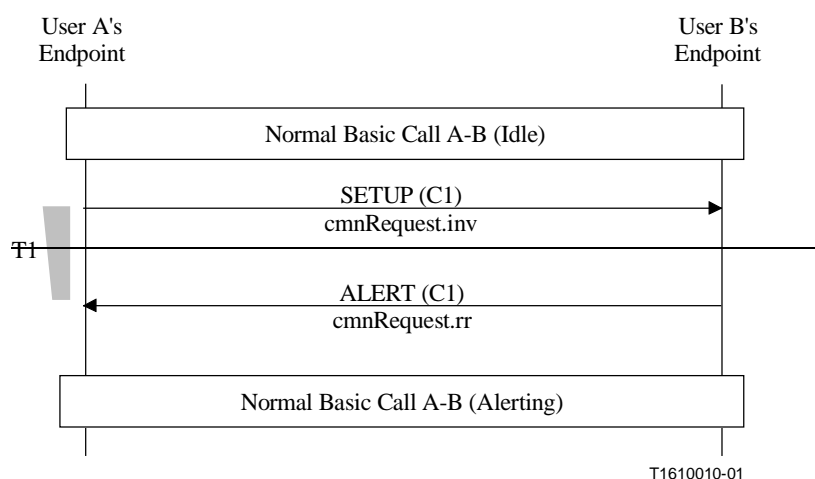 User A's
Endpoint
User B's
Endpoint
Normal Basic Call A-B (Idle)
SETUP (C1)
cmnRequest.inv
T1
ALERT (C1)
cmnRequest.rr
Normal Basic Call A-B (Alerting)
T1610010-01